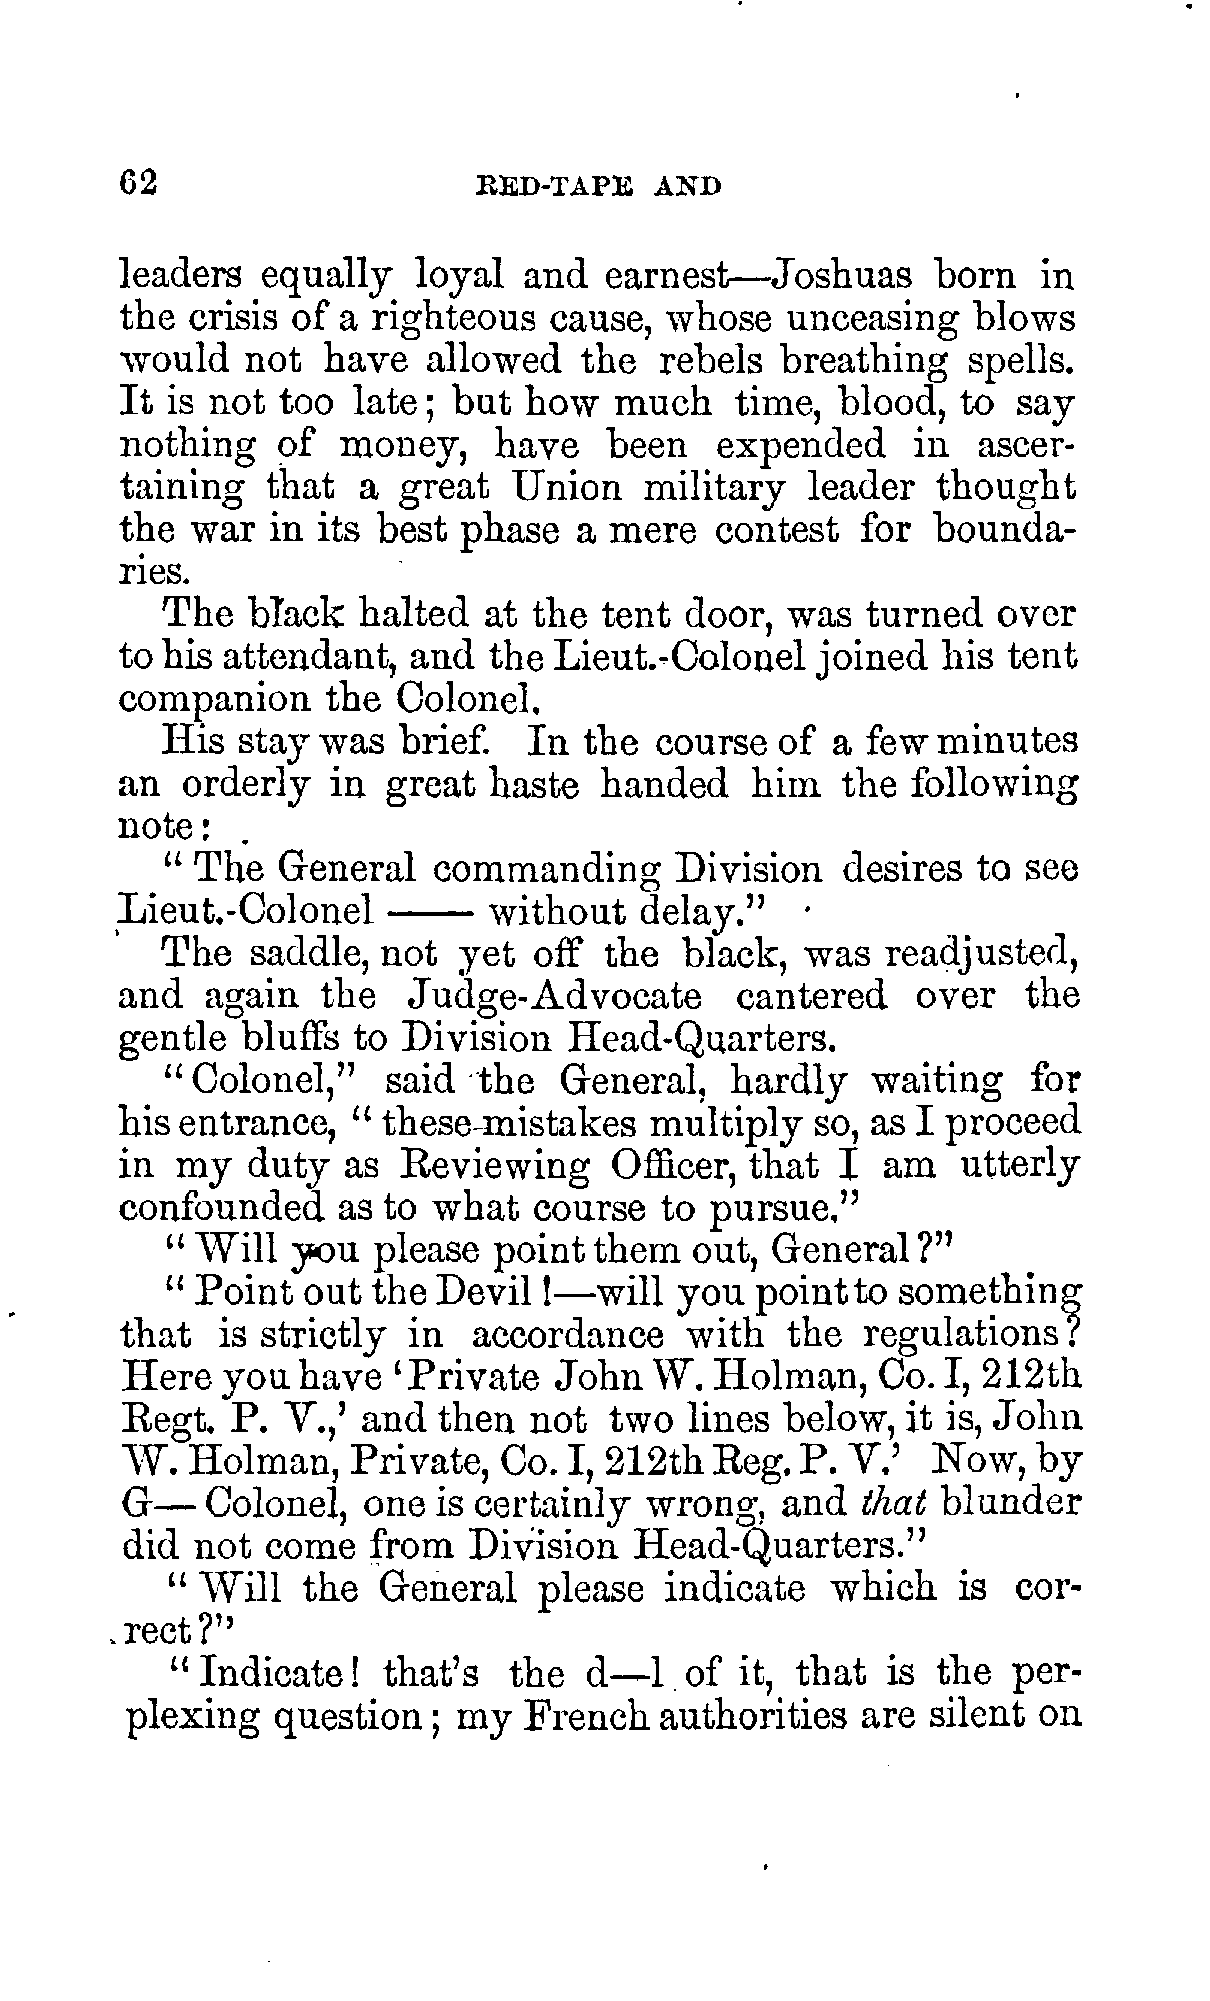 62 RED-TAPE AND
leaders equally loyal and earnest—Joshuas born in
the crisis of a righteous cause, whose unceasing blows
would not have allowed the rebels breathing spells.
It is not too late; but how much time, blood, to say
nothing of money, have been expended in ascer-
taining that a great Union military leader thought
the war in its best phase a mere contest for bounda-
ries.
The black halted at the tent door, was turned over
to his attendant, and the Lieut.-Colonel joined his tent
companion the Colonel.
His stay was brief. In the course of a few minutes
an orderly in great haste handed him the following
note:
"The General commanding Division desires to see
Lieut.-Colonel —— without delay."
The saddle, not yet off the black, was readjusted,
and again the Judge-Advocate cantered over the
gentle bluffs to Division Head-Quarters.
"Colonel," said the General, hardly waiting for
his entrance, "these mistakes multiply so, as I proceed
in my duty as Reviewing Officer, that I am utterly
confounded as to what course to pursue."
"Will you please point them out, General?"
"Point out the Devil!—will you point to something
that is strictly in accordance with the regulations?
Here you have 'Private John W. Holman, Co. I, 212th
Regt. P. V.,' and then not two lines below, it is, John
W. Holman, Private, Co. I, 212th Reg. P. V.' Now, by
G— Colonel, one is certainly wrong, and that blunder
did not come from Division Head-Quarters."
"Will the General please indicate which is cor-
rect?"
"Indicate! that's the d—l of it, that is the per-
plexing question; my French authorities are silent on